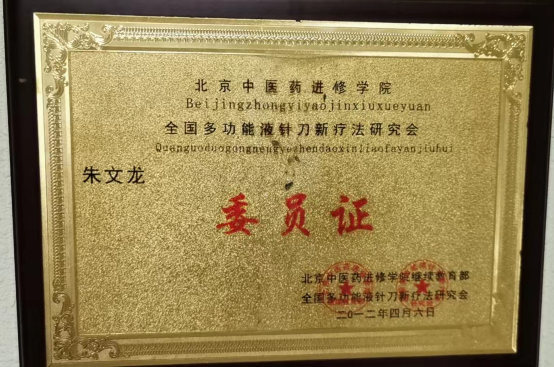 北京中医药进修学院
Beijingzhongyiyaojinxiuxueyuan
全国多功能液针刀新疗法研究会
Quanguoduogongnengyezhendaoxinliaofayanjiuhui
朱文龙
委员证
北京中医药进修学院继续教育部
全国多功能液针刀新疗法研究会
二0一二年四月六日